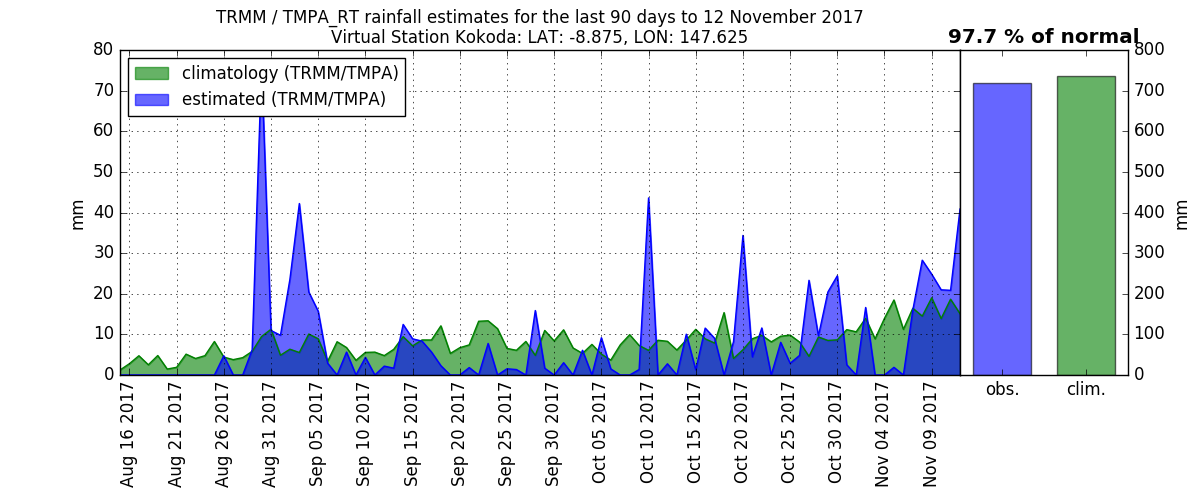 TRMM / TMPA_RT rainfall estimates for the last 90 days to 12 November 2017
Virtual Station Kokoda: LAT: -8.875, LON: 147.625
97.7 % of normal
climatology (TRMM/TMPA)
estimated (TRMM/TMPA)
80
70
60
50
40
30
20
10
0
mm
Aug 16 2017
Aug 21 2017
Aug 26 2017
Aug 31 2017
Sep 05 2017
Sep 10 2017
Sep 15 2017
Sep 20 2017
Sep 25 2017
Sep 30 2017
Oct 05 2017
Oct 10 2017
Oct 15 2017
Oct 20 2017
Oct 25 2017
Oct 30 2017
Nov 04 2017
Nov 09 2017
obs.
clim.
800
700
600
500
400
300
200
100
0
mm